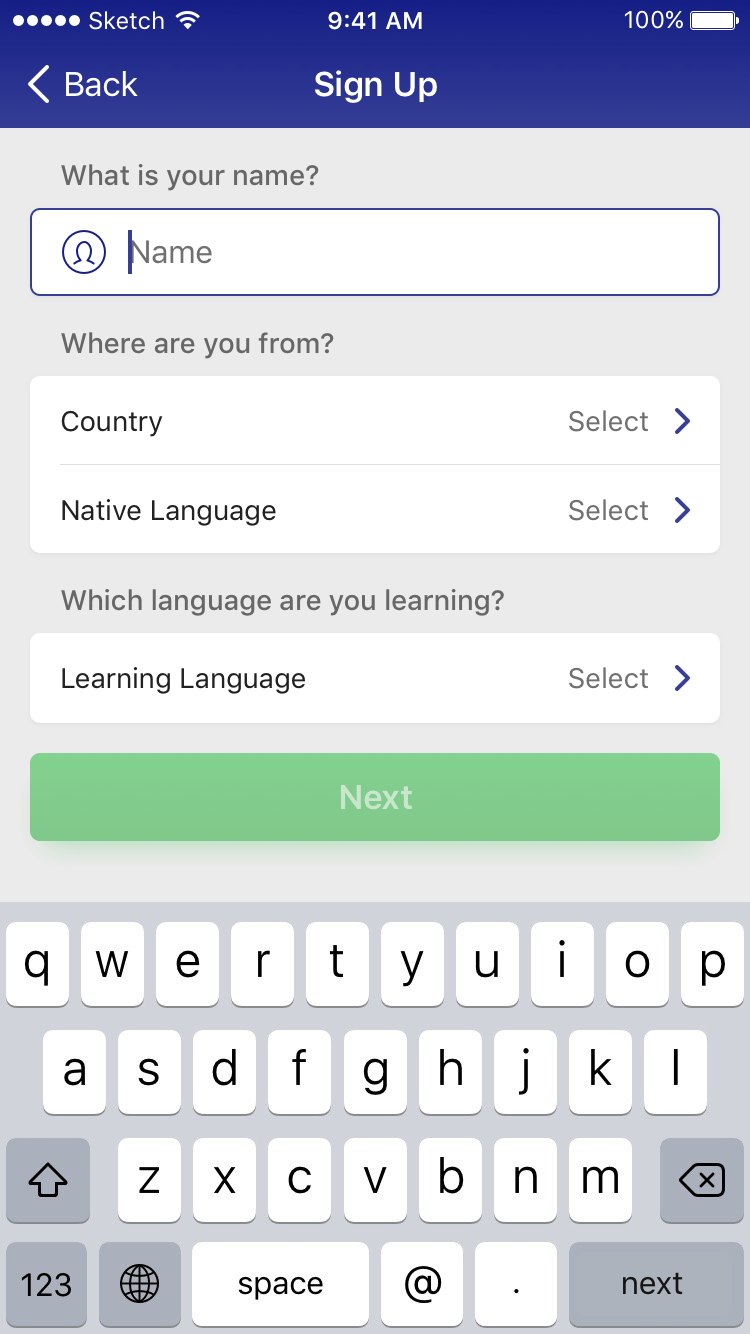 Sketch 9:41 AM 100%
Back Sign Up
What is your name?
Name
Where are you from?
Country Select
Native Language Select
Which language are you learning?
Learning Language Select
Next
q w e r t y u i o p
a s d f g h j k l
z x c v b n m
123 space @ . next